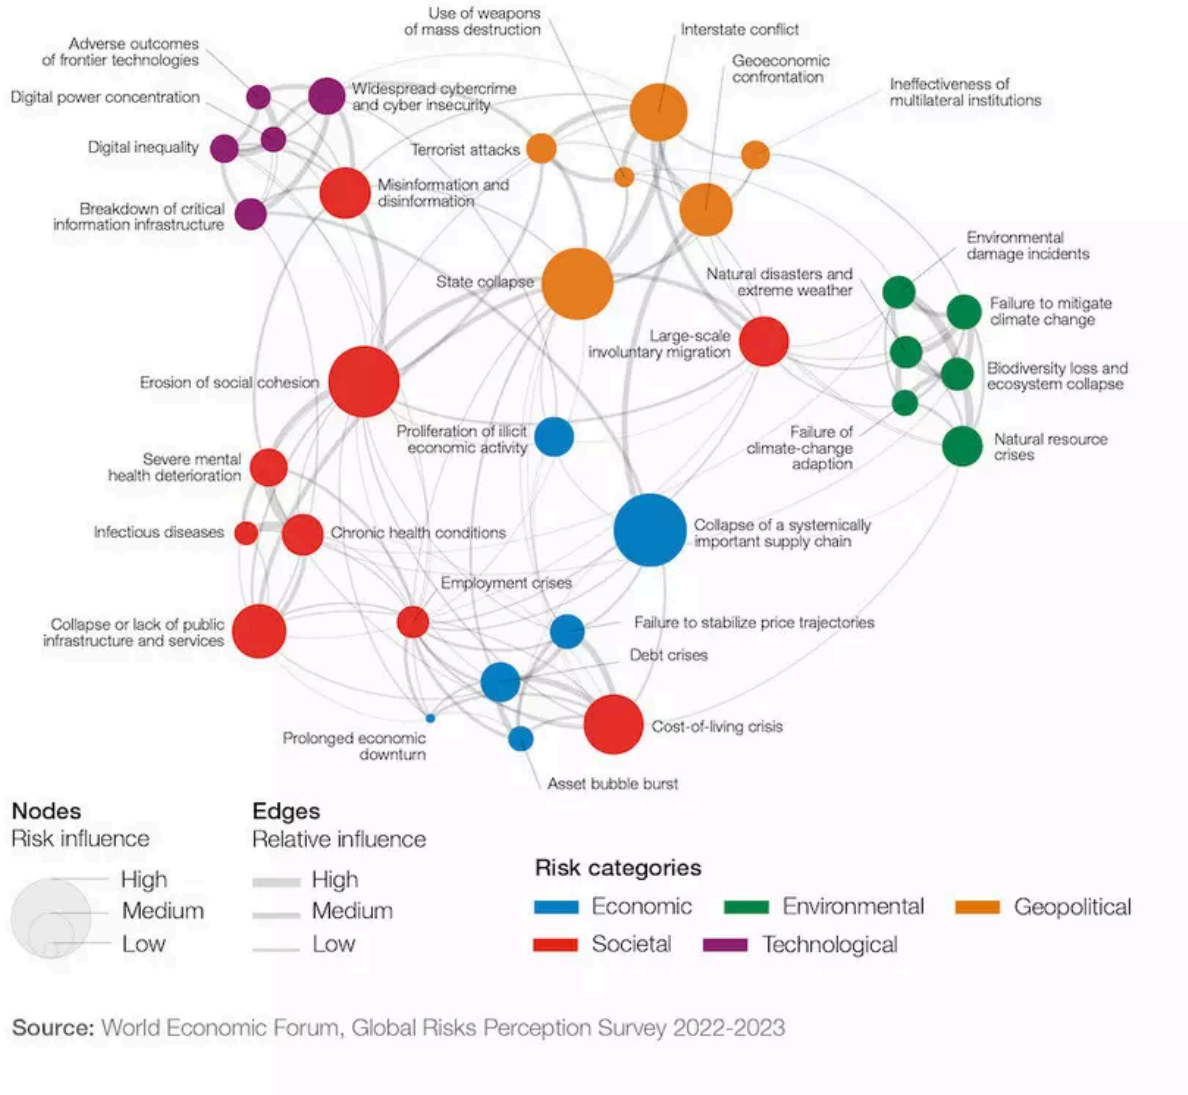 Use of weapons
of mass destruction
Interstate conflict
Adverse outcomes
of frontier technologies
Geoeconomic
confrontation
Ineffectiveness of
multilateral institutions
Digital power concentration
Widespread cybercrime
and cyber insecurity
Digital inequality
Terrorist attacks
Misinformation and
disinformation
Breakdown of critical
information infrastructure
Environmental
damage incidents
State collapse
Natural disasters and
extreme weather
Failure to mitigate
climate change
Large-scale
involuntary migration
Erosion of social cohesion
Biodiversity loss and
ecosystem collapse
Proliferation of illicit
economic activity
Failure of
climate-change
adaption
Natural resource
crises
Severe mental
health deterioration
Infectious diseases
Chronic health conditions
Collapse of a systemically
important supply chain
Employment crises
Collapse or lack of public
infrastructure and services
Failure to stabilize price trajectories
Debt crises
Cost-of-living crisis
Prolonged economic
downturn
Asset bubble burst
Nodes
Risk influence
High
Medium
Low
Edges
Relative influence
High
Medium
Low
Risk categories
Economic Environmental Geopolitical
Societal Technological
Source: World Economic Forum, Global Risks Perception Survey 2022-2023